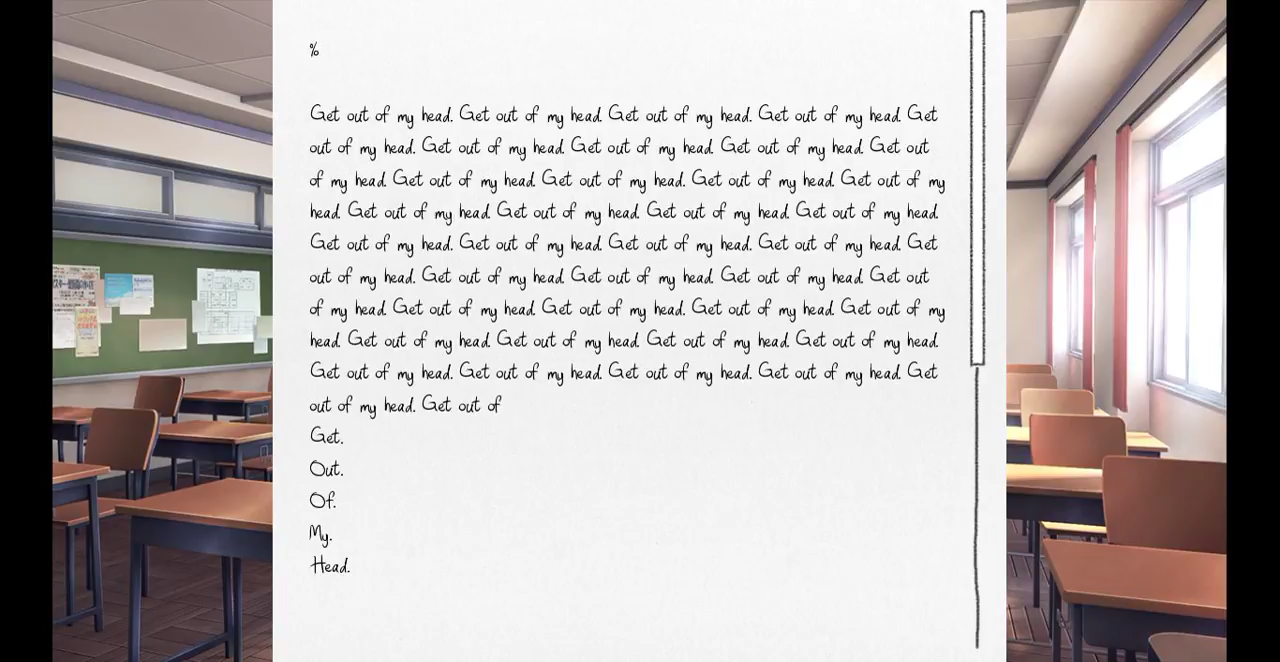 %
Get out of my head. Get out of my head. Get out of my head. Get out of my head. Get
out of my head. Get out of my head. Get out of my head. Get out of my head. Get out
of my head. Get out of my head. Get out of my head. Get out of my head. Get out of my
head. Get out of my head. Get out of my head. Get out of my head. Get out of my head.
Get out of my head. Get out of my head. Get out of my head. Get out of my head. Get
out of my head. Get out of my head. Get out of my head. Get out of my head. Get out
of my head. Get out of my head. Get out of my head. Get out of my head. Get out of my
head. Get out of my head. Get out of my head. Get out of my head. Get out of my head.
Get out of my head. Get out of my head. Get out of my head. Get out of my head. Get
out of my head. Get out of
Get.
Out.
Of.
My.
Head.